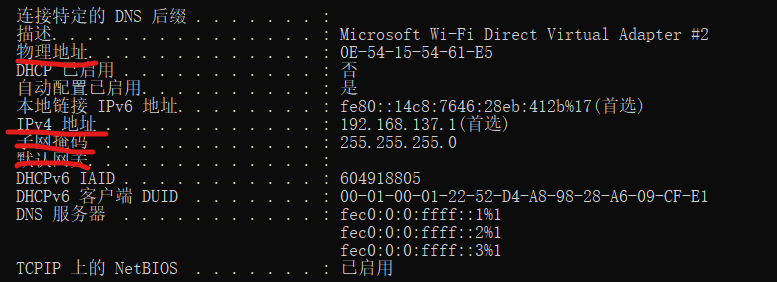 连接特定的 DNS 后缀 . . . . . . . :
描述. . . . . . . . . . . . . . . : Microsoft Wi-Fi Direct Virtual Adapter #2
物理地址. . . . . . . . . . . . . : 0E-54-15-54-61-E5
DHCP 已启用 . . . . . . . . . . . : 否
自动配置已启用. . . . . . . . . . : 是
本地链接 IPv6 地址. . . . . . . . : fe80::14c8:7646:28eb:412b%17(首选)
IPv4 地址 . . . . . . . . . . . . : 192.168.137.1(首选)
子网掩码 . . . . . . . . . . . . : 255.255.255.0
默认网关. . . . . . . . . . . . . :
DHCPv6 IAID . . . . . . . . . . . : 604918805
DHCPv6 客户端 DUID . . . . . . . : 00-01-00-01-22-52-D4-A8-98-28-A6-09-CF-E1
DNS 服务器 . . . . . . . . . . . : fec0:0:0:ffff::1%1
fec0:0:0:ffff::2%1
fec0:0:0:ffff::3%1
TCPIP 上的 NetBIOS . . . . . . . : 已启用